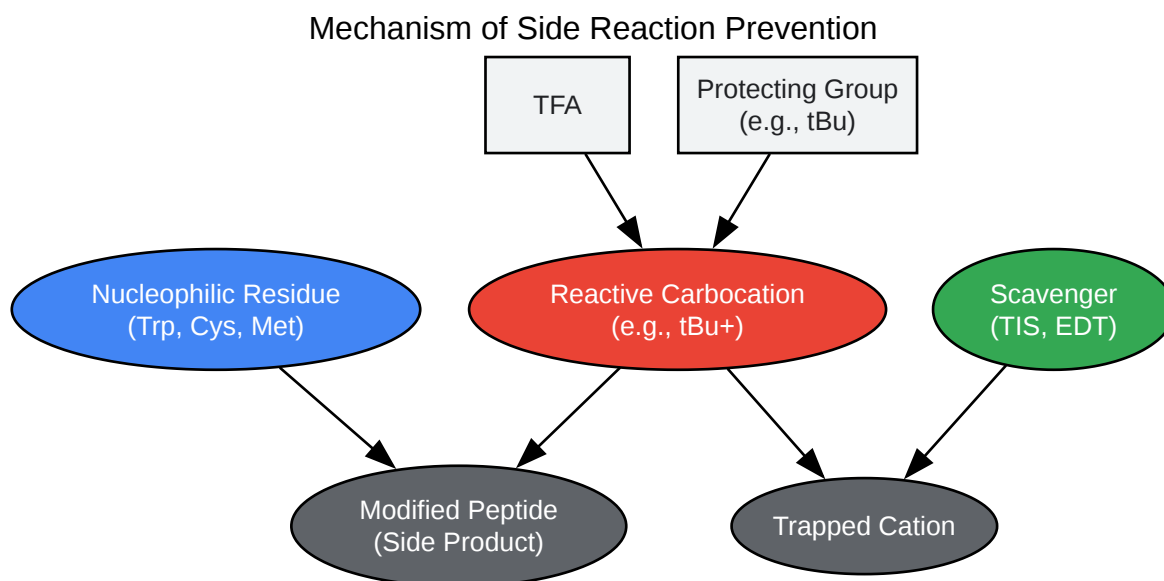 Mechanism of Side Reaction Prevention
TFA
Protecting Group
(e.g., tBu)
Nucleophilic Residue
(Trp, Cys, Met)
Reactive Carbocation
(e.g., tBu+)
Scavenger
(TIS, EDT)
Modified Peptide
(Side Product)
Trapped Cation